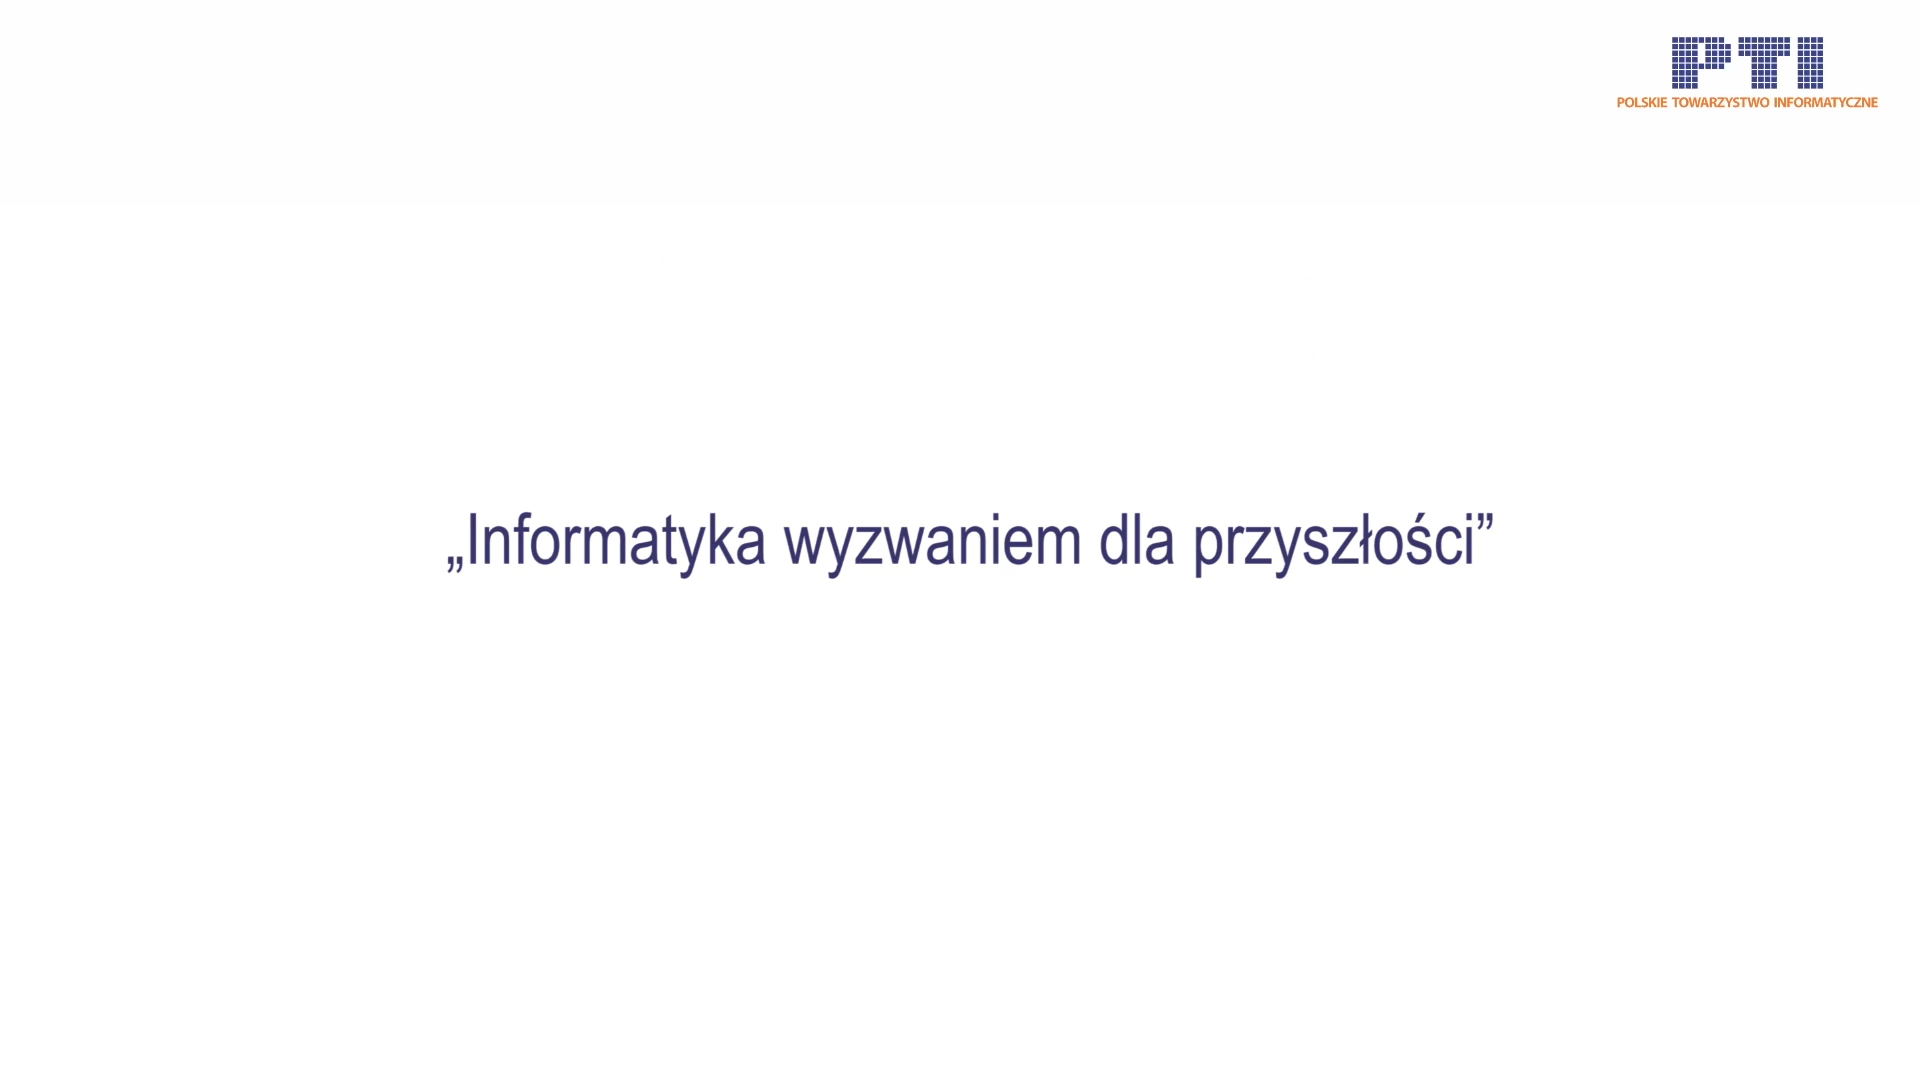 PTI
POLSKIE TOWARZYSTWO INFORMATYCZNE
„Informatyka wyzwaniem dla przyszłości”